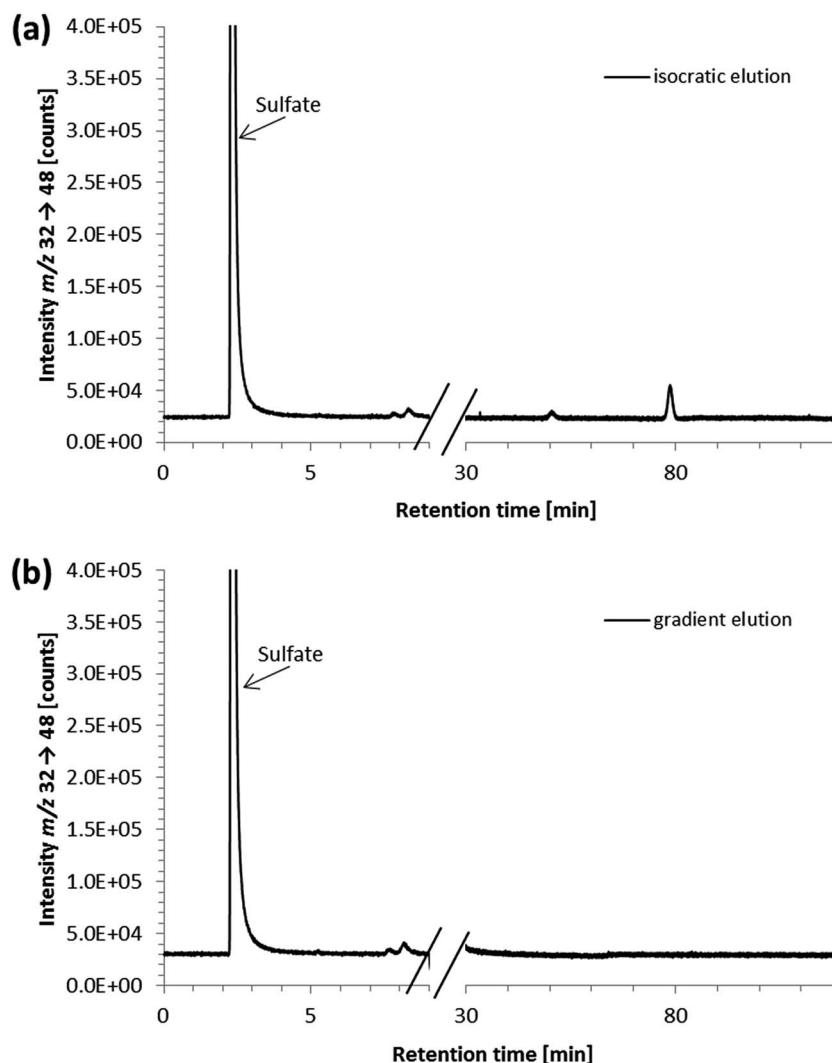 (a)
4.0E+05
3.5E+05
3.0E+05
2.5E+05
2.0E+05
1.5E+05
1.0E+05
5.0E+04
0.0E+00
Intensity m/z 32 → 48 [counts]
Sulfate
isocratic elution
0 5 30 80
Retention time [min]
(b)
4.0E+05
3.5E+05
3.0E+05
2.5E+05
2.0E+05
1.5E+05
1.0E+05
5.0E+04
0.0E+00
Intensity m/z 32 → 48 [counts]
Sulfate
gradient elution
0 5 30 80
Retention time [min]